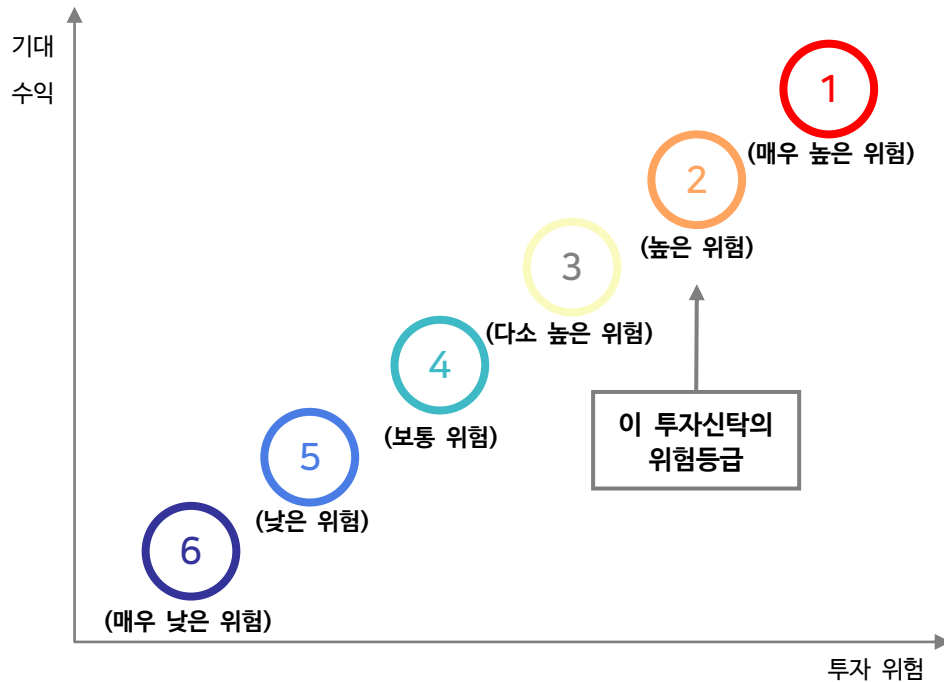 기대
수익
1
(매우 높은 위험)
2
(높은 위험)
3
(다소 높은 위험)
4
(보통 위험)
이 투자신탁의
위험등급
5
(낮은 위험)
6
(매우 낮은 위험)
투자 위험